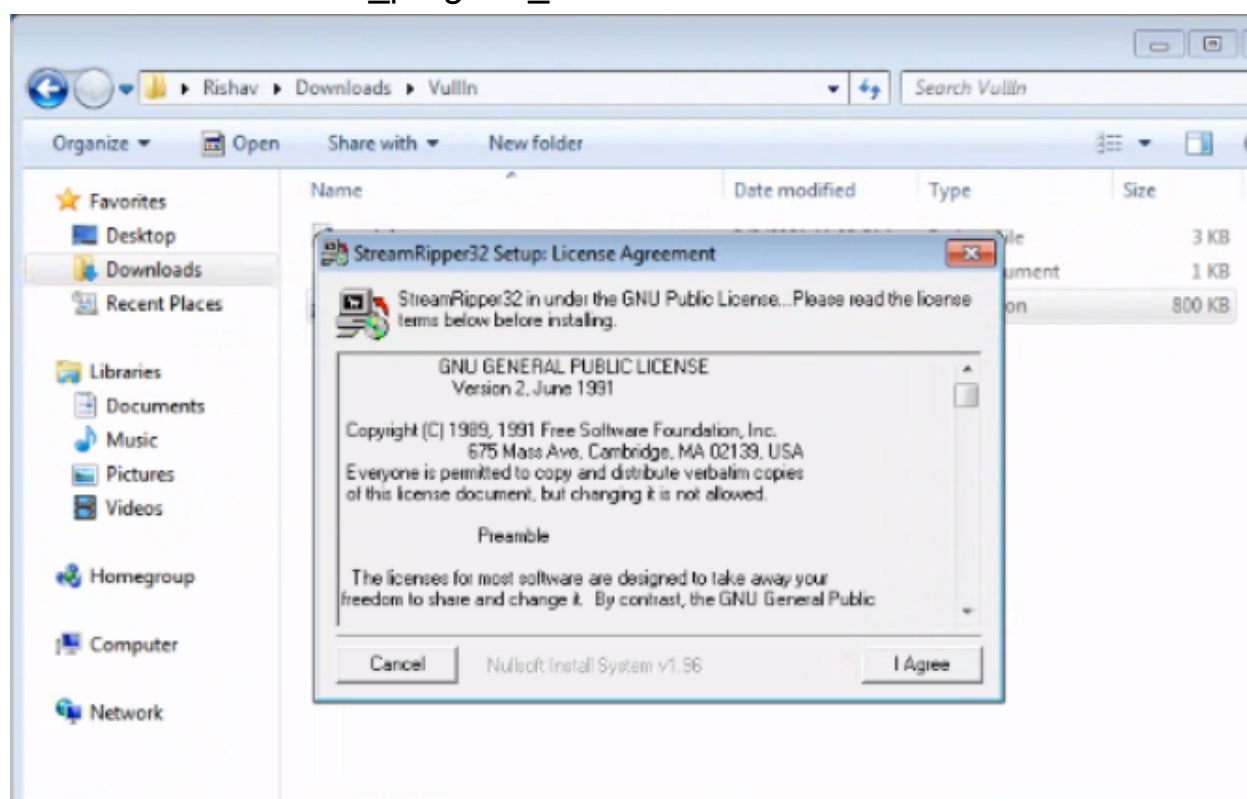 Rishav ▸ Downloads ▸ Vullln
Search Vullln
Organize
Open
Share with
New folder
Favorites
Desktop
Downloads
Recent Places
Libraries
Documents
Music
Pictures
Videos
Homegroup
Computer
Network
Name
Date modified
Type
Size
3 KB
1 KB
800 KB
StreamRipper32 Setup: License Agreement
StreamRipper32 in under the GNU Public License...Please read the license
terms below before installing.
GNU GENERAL PUBLIC LICENSE
Version 2, June 1991
Copyright (C) 1989, 1991 Free Software Foundation, Inc.
675 Mass Ave, Cambridge, MA 02139, USA
Everyone is permitted to copy and distribute verbatim copies
of this license document, but changing it is not allowed.
Preamble
The licenses for most software are designed to take away your
freedom to share and change it. By contrast, the GNU General Public
Cancel
Nullsoft Install System v1.96
I Agree